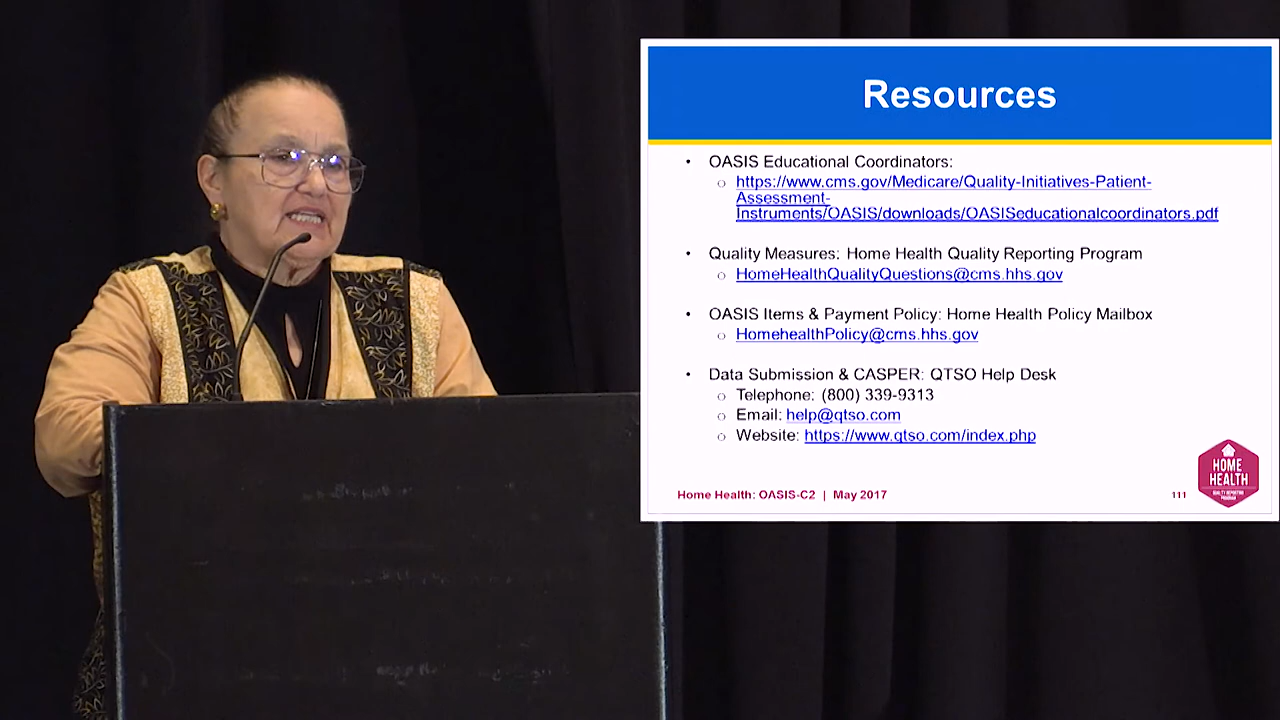 Resources
• OASIS Educational Coordinators:
o https://www.cms.gov/Medicare/Quality-Initiatives-Patient-
Assessment-
Instruments/OASIS/downloads/OASISeducationalcoordinators.pdf
• Quality Measures: Home Health Quality Reporting Program
o HomeHealthQualityQuestions@cms.hhs.gov
• OASIS Items & Payment Policy: Home Health Policy Mailbox
o HomehealthPolicy@cms.hhs.gov
• Data Submission & CASPER: QTSO Help Desk
o Telephone: (800) 339-9313
o Email: help@qtso.com
o Website: https://www.qtso.com/index.php
Home Health: OASIS-C2 | May 2017
111
HOME
HEALTH
QUALITY REPORTING
PROGRAM